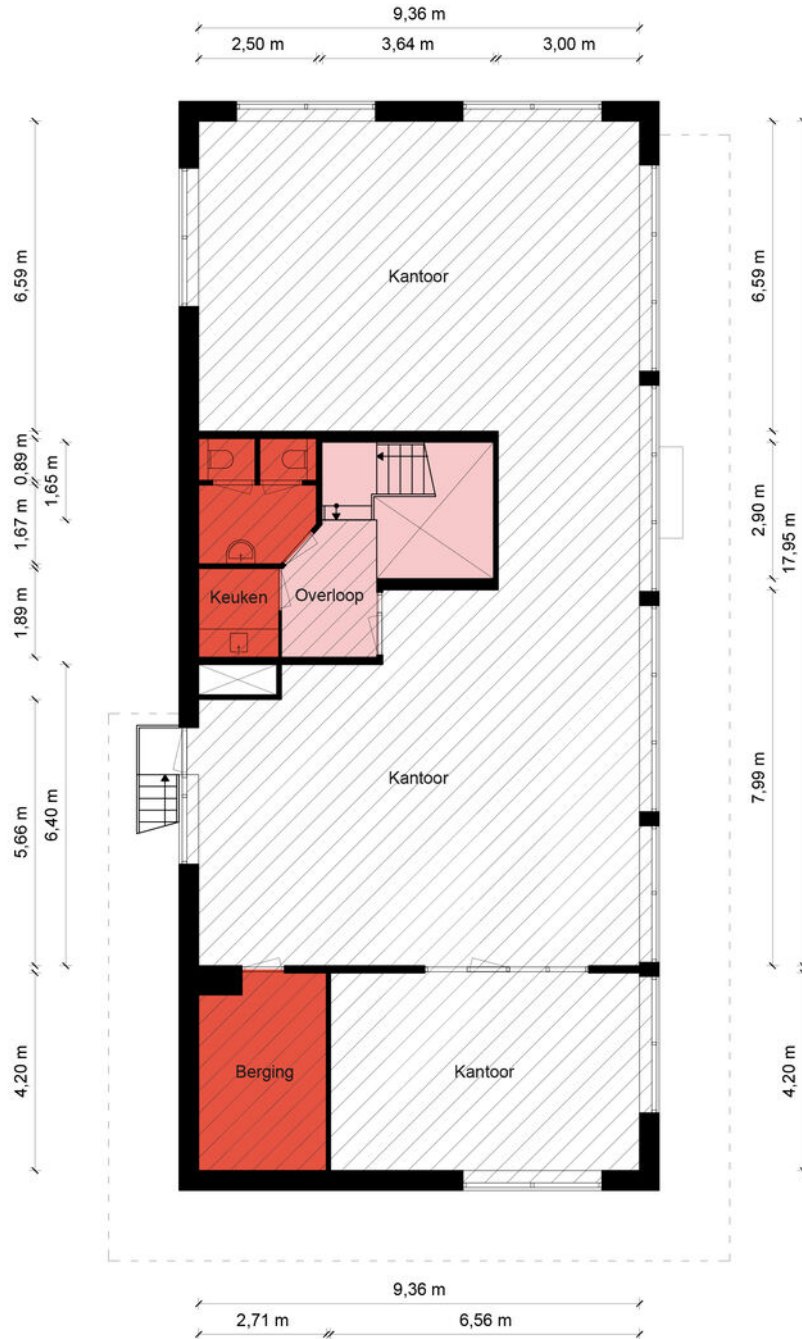 9,36 m
2,50 m 3,64 m 3,00 m
6,59 m
6,59 m
Kantoor
0,89 m
1,65 m
1,67 m
2,90 m
17,95 m
1,89 m
Keuken
Overloop
5,66 m
6,40 m
Kantoor
7,99 m
4,20 m
Berging
Kantoor
4,20 m
9,36 m
2,71 m 6,56 m